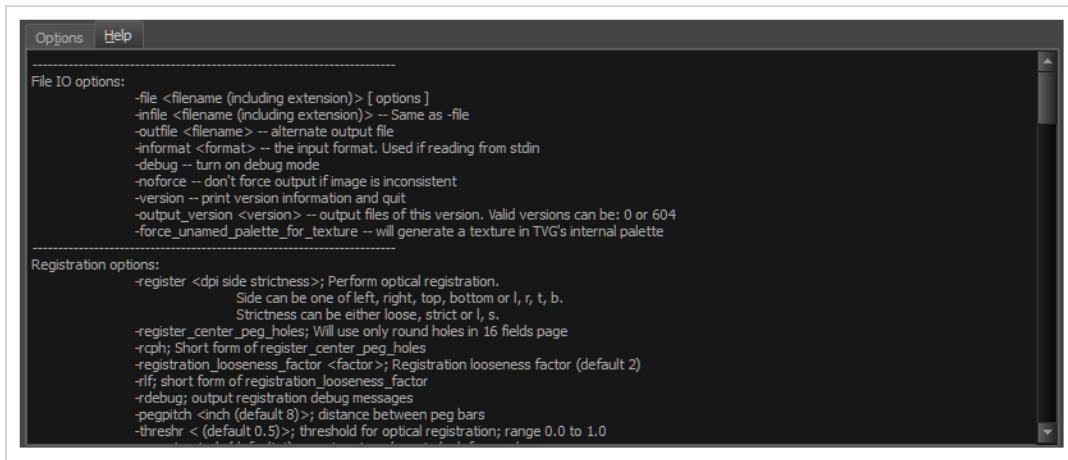 Options Help
--------------------------------------------------------------------------
File IO options:
-file <filename (including extension)> [ options ]
-infile <filename (including extension)> -- Same as -file
-outfile <filename> -- alternate output file
-informat <format> -- the input format. Used if reading from stdin
-debug -- turn on debug mode
-noforce -- don't force output if image is inconsistent
-version -- print version information and quit
-output_version <version> -- output files of this version. Valid versions can be: 0 or 604
-force_unamed_palette_for_texture -- will generate a texture in TVG's internal palette
--------------------------------------------------------------------------
Registration options:
-register <dpi side strictness>; Perform optical registration.
Side can be one of left, right, top, bottom or l, r, t, b.
Strictness can be either loose, strict or l, s.
-register_center_peg_holes; Will use only round holes in 16 fields page
-rcph; Short form of register_center_peg_holes
-registration_looseness_factor <factor>; Registration looseness factor (default 2)
-rlf; short form of registration_looseness_factor
-rdebug; output registration debug messages
-pegpitch <inch (default 8)>; distance between peg bars
-threshr < (default 0.5)>; threshold for optical registration; range 0.0 to 1.0